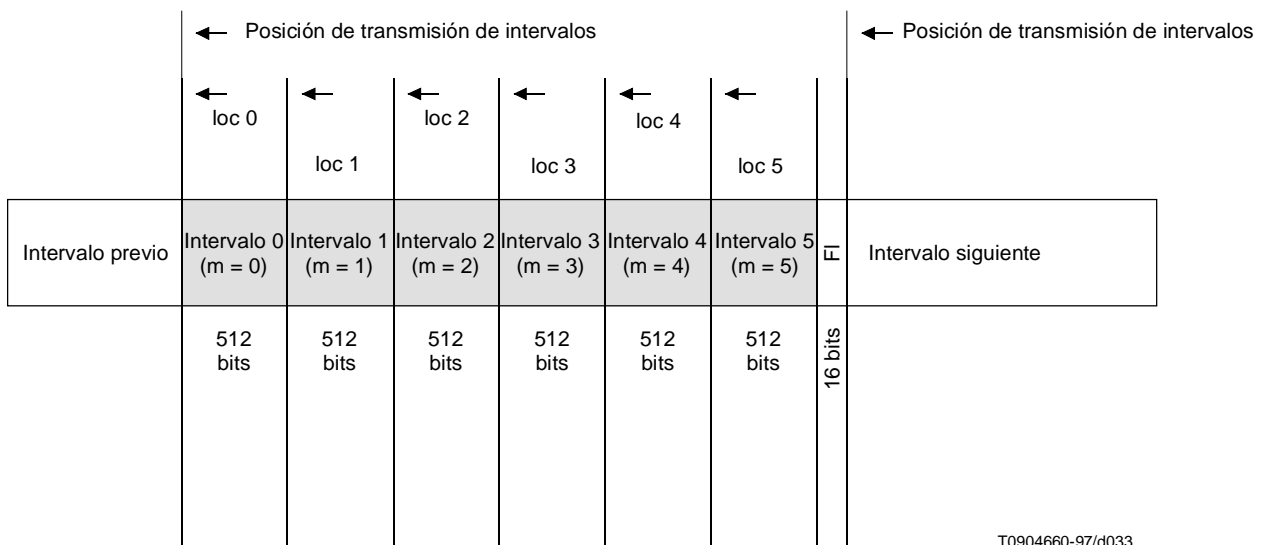 Posición de transmisión de intervalos
Posición de transmisión de intervalos
loc 0
loc 2
loc 4
loc 1
loc 3
loc 5
Intervalo previo
Intervalo 0
(m = 0)
Intervalo 1
(m = 1)
Intervalo 2
(m = 2)
Intervalo 3
(m = 3)
Intervalo 4
(m = 4)
Intervalo 5
(m = 5)
FI
Intervalo siguiente
512
bits
512
bits
512
bits
512
bits
512
bits
512
bits
16 bits
T0904660-97/d033